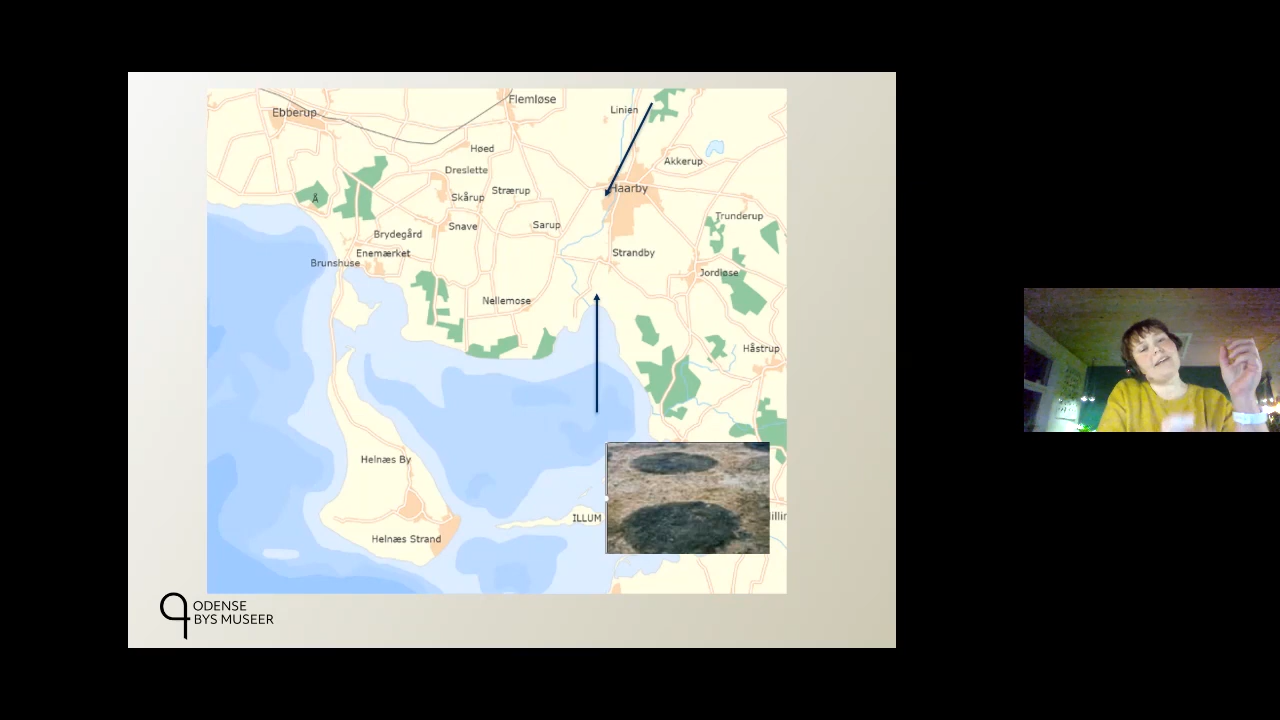 Flemløse
Linien
Ebberup
Høed
Akkerup
Dreslette
Haarby
Strærup
Skårup
Å
Trunderup
Sarup
Snave
Brydegård
Enemærket
Strandby
Brunshuse
Jordløse
Nellemose
Håstrup
Helnæs By
ILLUM
Helnæs Strand
ODENSE
BYS MUSEER